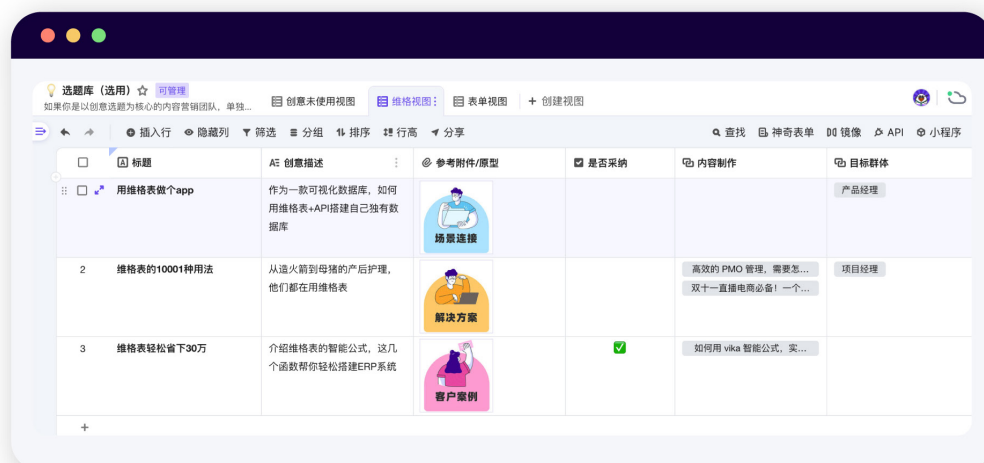 选题库（选用） 可管理
如果你是以创意选题为核心的内容营销团队，单独...
创意未使用视图 维格视图 表单视图 + 创建视图
插入行 隐藏列 筛选 分组 排序 行高 分享 查找 神奇表单 镜像 API 小程序
标题 创意描述 参考附件/原型 是否采纳 内容制作 目标群体
用维格表做个app
作为一款可视化数据库，如何
用维格表+API搭建自己独有数
据库
场景连接
产品经理
2 维格表的10001种用法
从造火箭到母猪的产后护理，
他们都在用维格表
解决方案
高效的 PMO 管理，需要怎...
双十一直播电商必备！一个...
项目经理
3 维格表轻松省下30万
介绍维格表的智能公式，这几
个函数帮你轻松搭建ERP系统
客户案例
如何用 vika 智能公式，实...
+